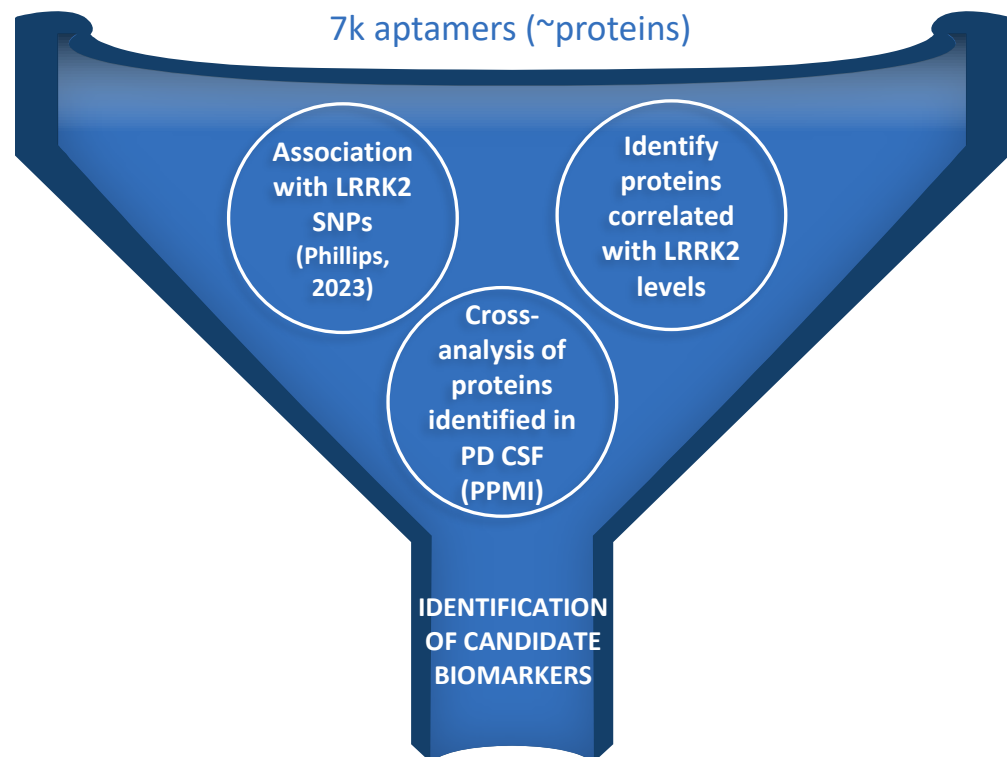 7k aptamers (~proteins)
Association
with LRRK2
SNPs
(Phillips,
2023)
Identify
proteins
correlated
with LRRK2
levels
Cross-
analysis of
proteins
identified in
PD CSF
(PPMI)
IDENTIFICATION
OF CANDIDATE
BIOMARKERS